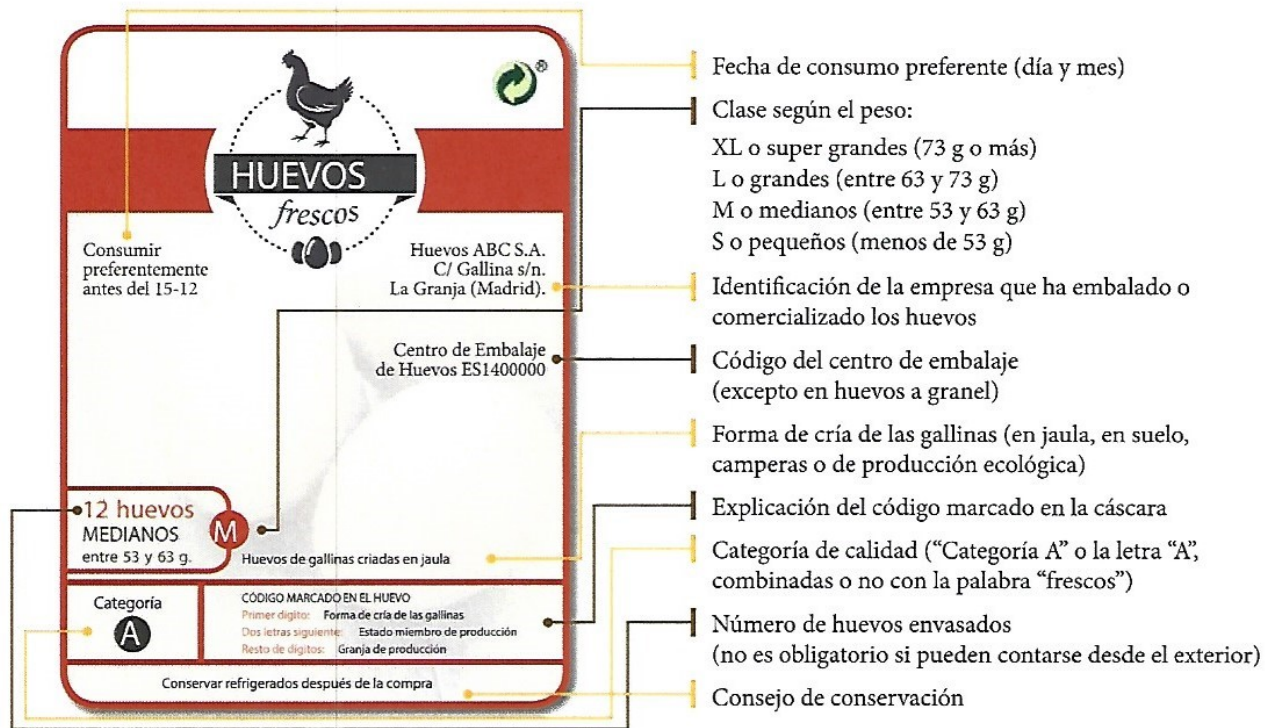 HUEVOS
frescos
®
Consumir
preferentemente
antes del 15-12
Huevos ABC S.A.
C/ Gallina s/n.
La Granja (Madrid).
Centro de Embalaje
de Huevos ES1400000
12 huevos
MEDIANOS
entre 53 y 63 g.
M
Huevos de gallinas criadas en jaula
Categoría
A
CÓDIGO MARCADO EN EL HUEVO
Primer dígito: Forma de cría de las gallinas
Dos letras siguiente: Estado miembro de producción
Resto de dígitos: Granja de producción
Conservar refrigerados después de la compra
Fecha de consumo preferente (día y mes)
Clase según el peso:
XL o super grandes (73 g o más)
L o grandes (entre 63 y 73 g)
M o medianos (entre 53 y 63 g)
S o pequeños (menos de 53 g)
Identificación de la empresa que ha embalado o
comercializado los huevos
Código del centro de embalaje
(excepto en huevos a granel)
Forma de cría de las gallinas (en jaula, en suelo,
camperas o de producción ecológica)
Explicación del código marcado en la cáscara
Categoría de calidad (“Categoría A” o la letra “A”,
combinadas o no con la palabra “frescos”)
Número de huevos envasados
(no es obligatorio si pueden contarse desde el exterior)
Consejo de conservación